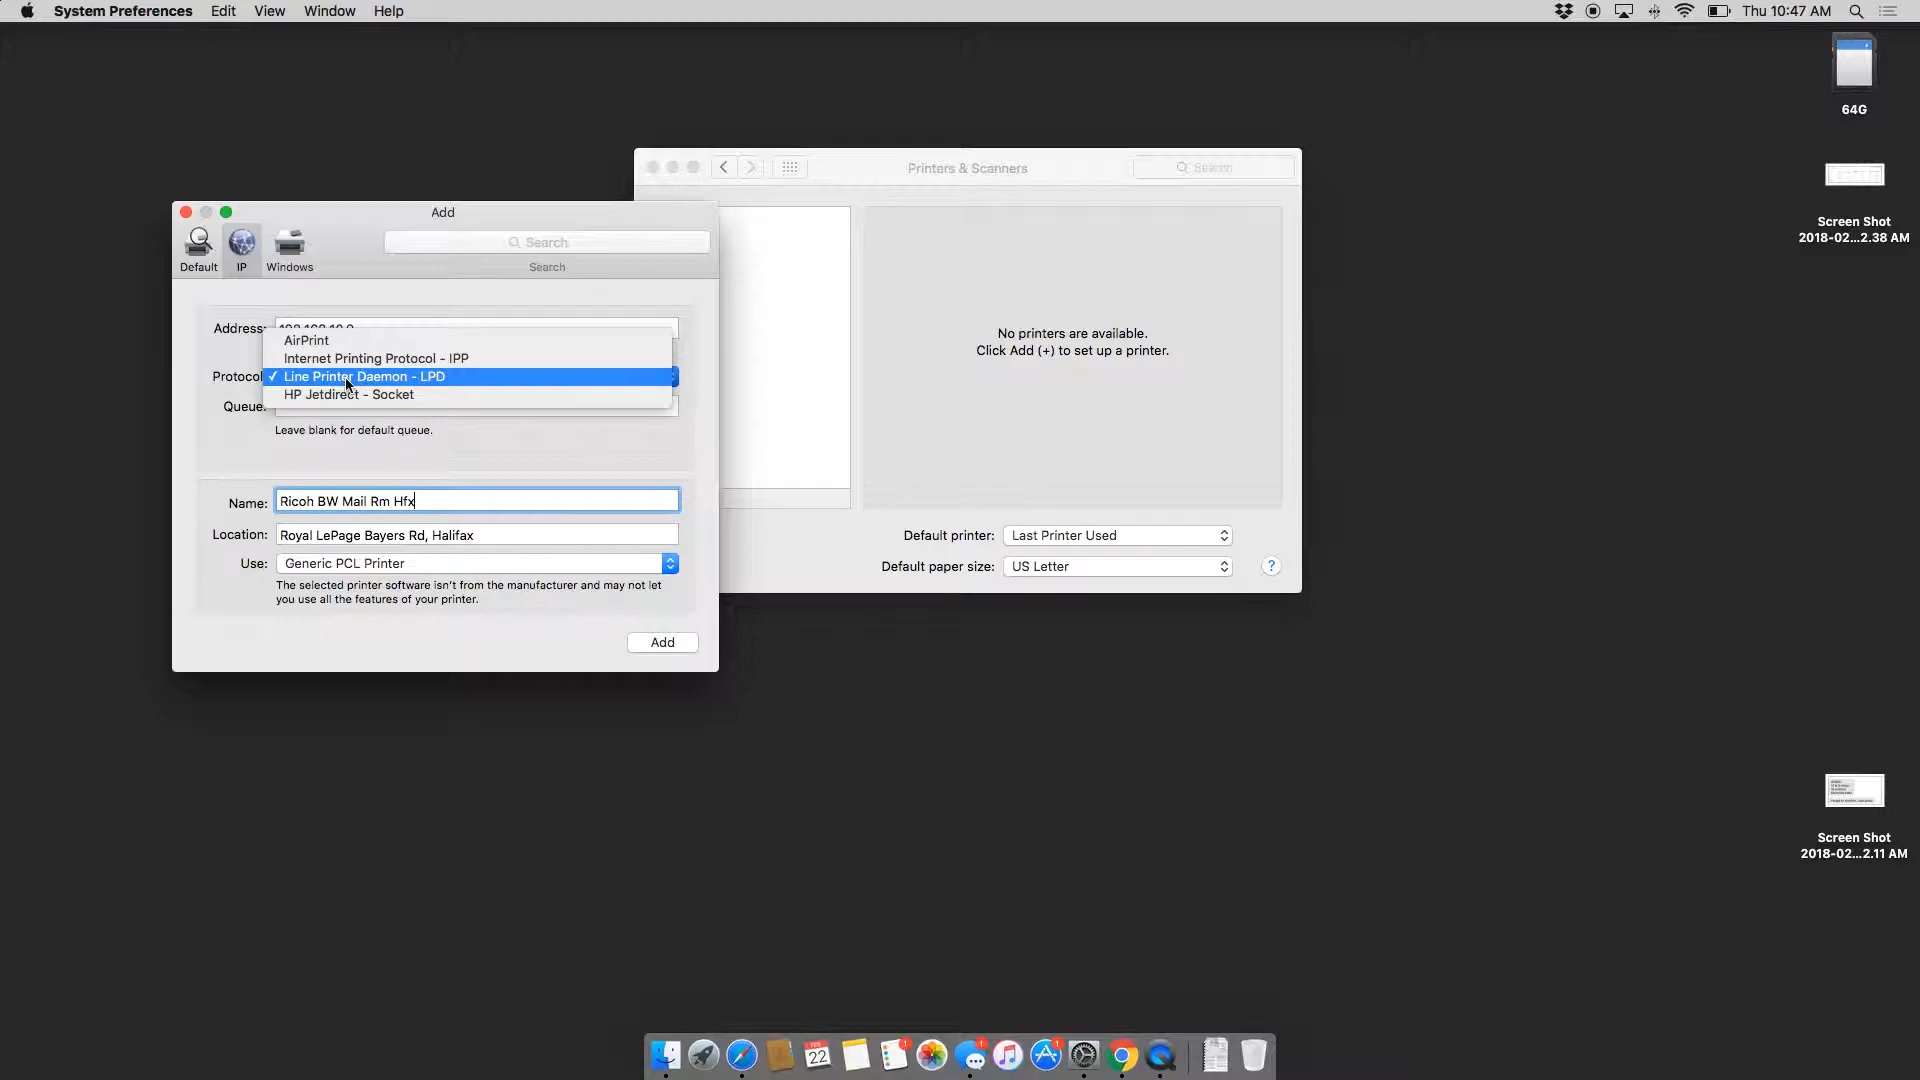 System Preferences Edit View Window Help
Thu 10:47 AM
64G
Screen Shot
2018-02...2.38 AM
Printers & Scanners
Search
Add
Default IP Windows
Search
Search
No printers are available.
Click Add (+) to set up a printer.
Address:
AirPrint
Internet Printing Protocol - IPP
Protocol
✓ Line Printer Daemon - LPD
HP Jetdirect - Socket
Queue:
Leave blank for default queue.
Name: Ricoh BW Mail Rm Hfx
Location: Royal LePage Bayers Rd, Halifax
Use: Generic PCL Printer
The selected printer software isn't from the manufacturer and may not let
you use all the features of your printer.
Add
Default printer: Last Printer Used
Default paper size: US Letter
?
Screen Shot
2018-02...2.11 AM
22
1
1
1